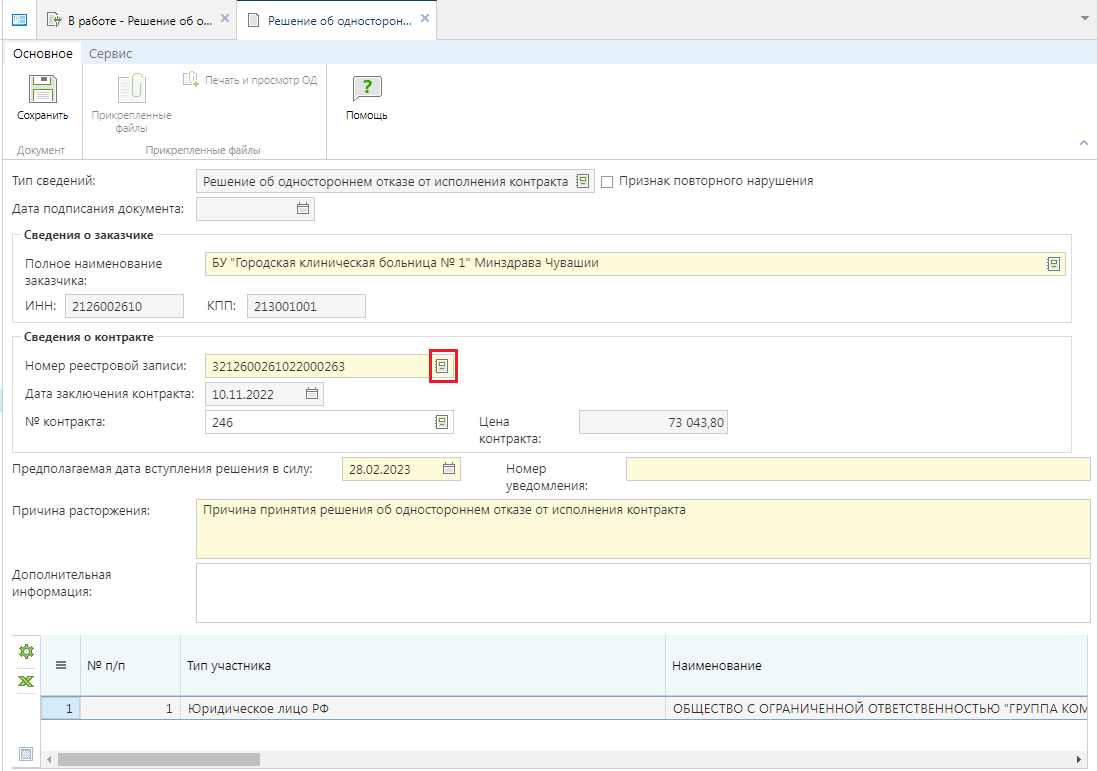 В работе - Решение об о...
Решение об односторон...
Основное
Сервис
Сохранить
Прикрепленные
файлы
Печать и просмотр ОД
Помощь
Документ
Прикрепленные файлы
Тип сведений:
Решение об одностороннем отказе от исполнения контракта
Признак повторного нарушения
Дата подписания документа:
Сведения о заказчике
Полное наименование
заказчика:
БУ "Городская клиническая больница № 1" Минздрава Чувашии
ИНН:
2126002610
КПП:
213001001
Сведения о контракте
Номер реестровой записи:
3212600261022000263
Дата заключения контракта:
10.11.2022
№ контракта:
246
Цена
контракта:
73 043,80
Предполагаемая дата вступления решения в силу:
28.02.2023
Номер
уведомления:
Причина расторжения:
Причина принятия решения об одностороннем отказе от исполнения контракта
Дополнительная
информация:
№ п/п
Тип участника
Наименование
1
1
Юридическое лицо РФ
ОБЩЕСТВО С ОГРАНИЧЕННОЙ ОТВЕТСТВЕННОСТЬЮ "ГРУППА КОМ